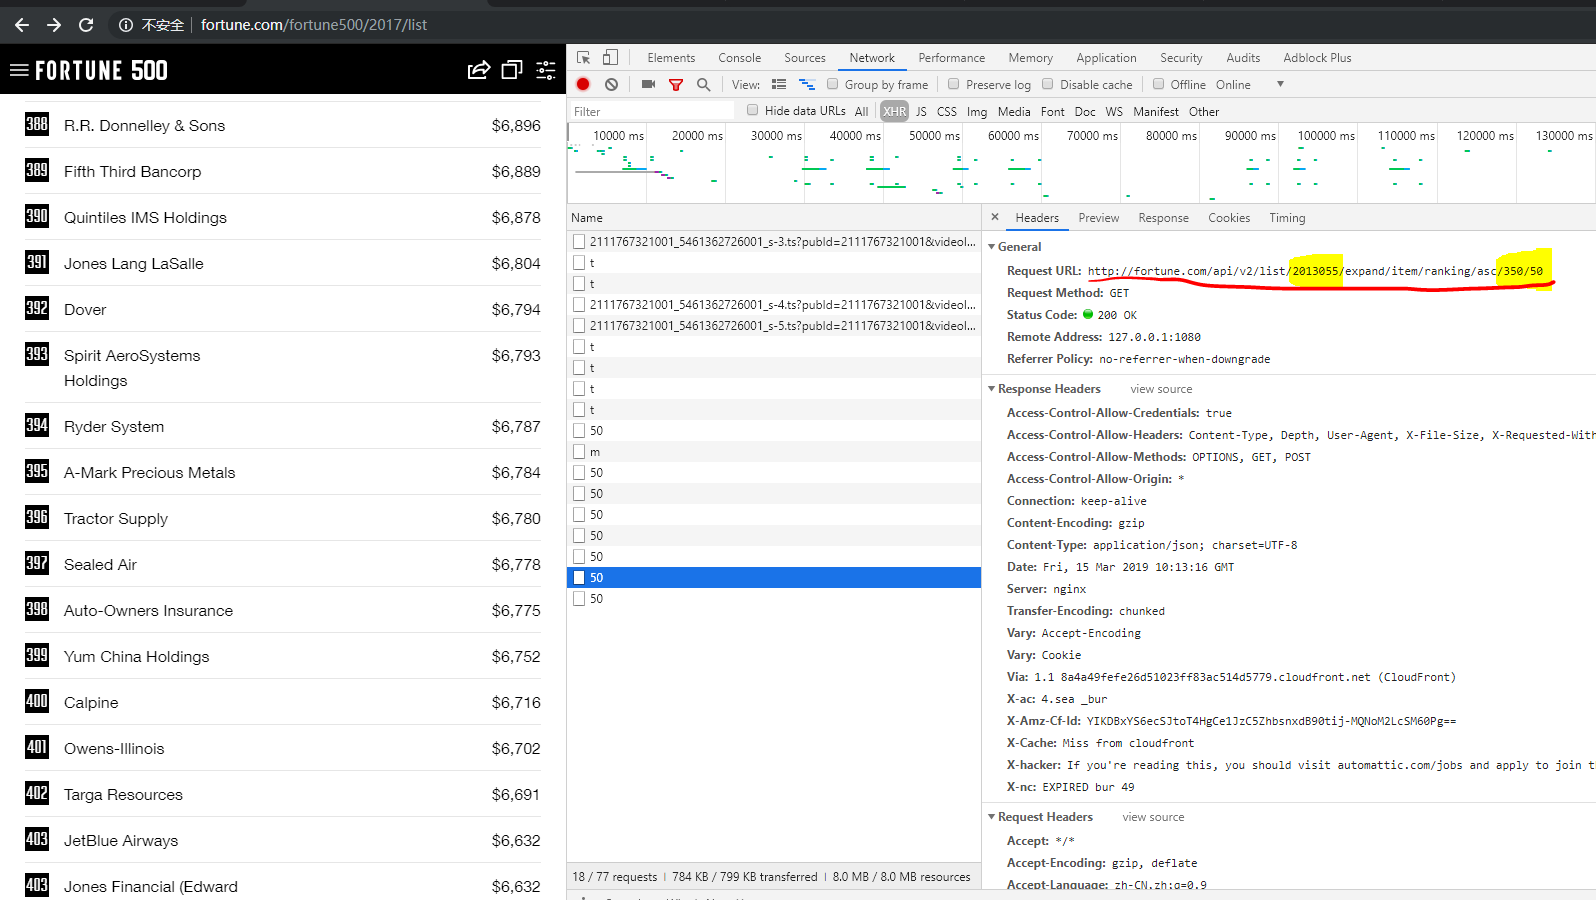 不安全 fortune.com/fortune500/2017/list
FORTUNE 500
388 R.R. Donnelley & Sons $6,896
389 Fifth Third Bancorp $6,889
390 Quintiles IMS Holdings $6,878
391 Jones Lang LaSalle $6,804
392 Dover $6,794
393 Spirit AeroSystems $6,793
Holdings
394 Ryder System $6,787
395 A-Mark Precious Metals $6,784
396 Tractor Supply $6,780
397 Sealed Air $6,778
398 Auto-Owners Insurance $6,775
399 Yum China Holdings $6,752
400 Calpine $6,716
401 Owens-Illinois $6,702
402 Targa Resources $6,691
403 JetBlue Airways $6,632
403 Jones Financial (Edward $6,632
Elements Console Sources Network Performance Memory Application Security Audits Adblock Plus
View: Group by frame Preserve log Disable cache Offline Online
Filter Hide data URLs All XHR JS CSS Img Media Font Doc WS Manifest Other
10000 ms 20000 ms 30000 ms 40000 ms 50000 ms 60000 ms 70000 ms 80000 ms 90000 ms 100000 ms 110000 ms 120000 ms 130000 ms
Name
2111767321001_5461362726001_s-3.ts?pubId=2111767321001&videoI...
t
t
2111767321001_5461362726001_s-4.ts?pubId=2111767321001&videoI...
2111767321001_5461362726001_s-5.ts?pubId=2111767321001&videoI...
t
t
t
t
50
m
50
50
50
50
50
50
50
18 / 77 requests 784 KB / 799 KB transferred 8.0 MB / 8.0 MB resources
× Headers Preview Response Cookies Timing
General
Request URL: http://fortune.com/api/v2/list/2013055/expand/item/ranking/asc/350/50
Request Method: GET
Status Code: 200 OK
Remote Address: 127.0.0.1:1080
Referrer Policy: no-referrer-when-downgrade
Response Headers view source
Access-Control-Allow-Credentials: true
Access-Control-Allow-Headers: Content-Type, Depth, User-Agent, X-File-Size, X-Requested-With
Access-Control-Allow-Methods: OPTIONS, GET, POST
Access-Control-Allow-Origin: *
Connection: keep-alive
Content-Encoding: gzip
Content-Type: application/json; charset=UTF-8
Date: Fri, 15 Mar 2019 10:13:16 GMT
Server: nginx
Transfer-Encoding: chunked
Vary: Accept-Encoding
Vary: Cookie
Via: 1.1 8a4a49fefe26d51023ff83ac514d5779.cloudfront.net (CloudFront)
X-ac: 4.sea _bur
X-Amz-Cf-Id: YIKDBxYS6ecSJtoT4HgCe1JzC5ZhbsnxdB90tij-MQNoM2LcSM60Pg==
X-Cache: Miss from cloudfront
X-hacker: If you're reading this, you should visit automattic.com/jobs and apply to join
X-nc: EXPIRED bur 49
Request Headers view source
Accept: */*
Accept-Encoding: gzip, deflate
Accept-Language: zh-CN,zh;q=0.9